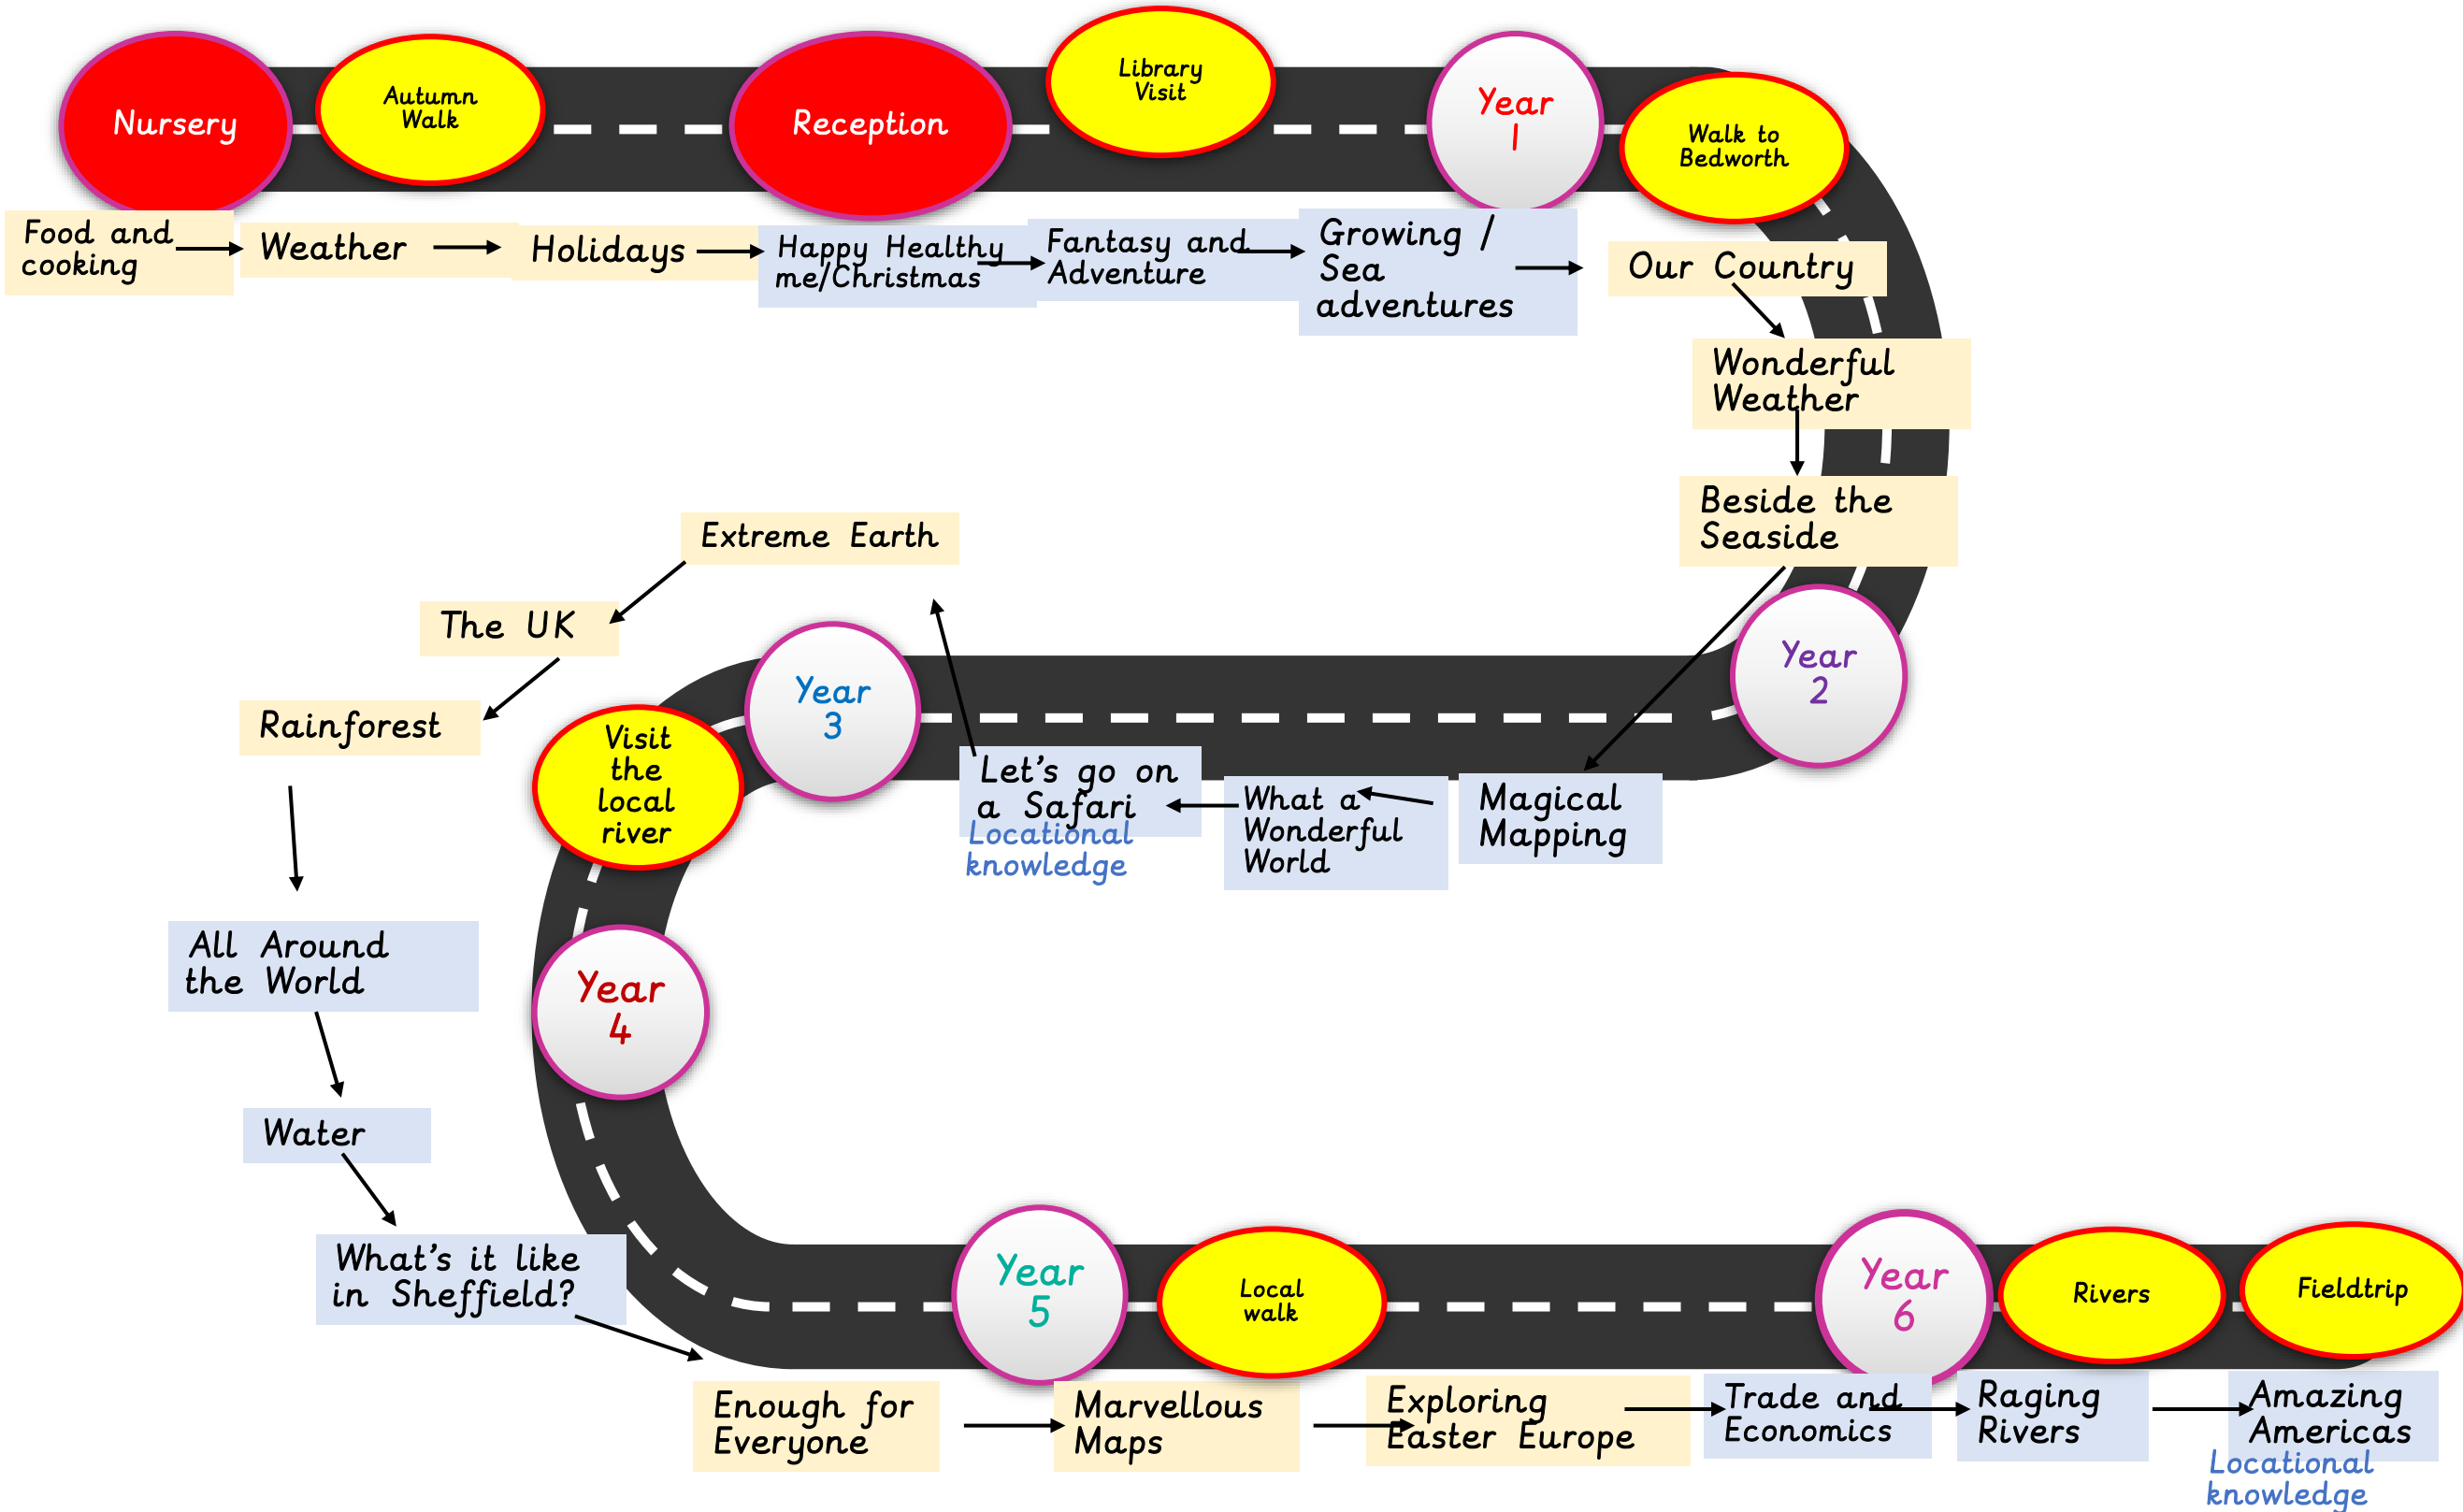 Nursery
Autumn
Walk
Reception
Library
Visit
Year
1
Walk to
Bedworth
Food and
cooking
Weather
Holidays
Happy Healthy
me/Christmas
Fantasy and
Adventure
Growing /
Sea
adventures
Our Country
Wonderful
Weather
Beside the
Seaside
Year
2
Magical
Mapping
What a
Wonderful
World
Let's go on
a Safari
Locational
knowledge
Year
3
Extreme Earth
The UK
Rainforest
Visit
the
local
river
Year
4
All Around
the World
Water
What's it like
in Sheffield?
Year
5
Local
walk
Year
6
Rivers
Fieldtrip
Enough for
Everyone
Marvellous
Maps
Exploring
Easter Europe
Trade and
Economics
Raging
Rivers
Amazing
Americas
Locational
knowledge